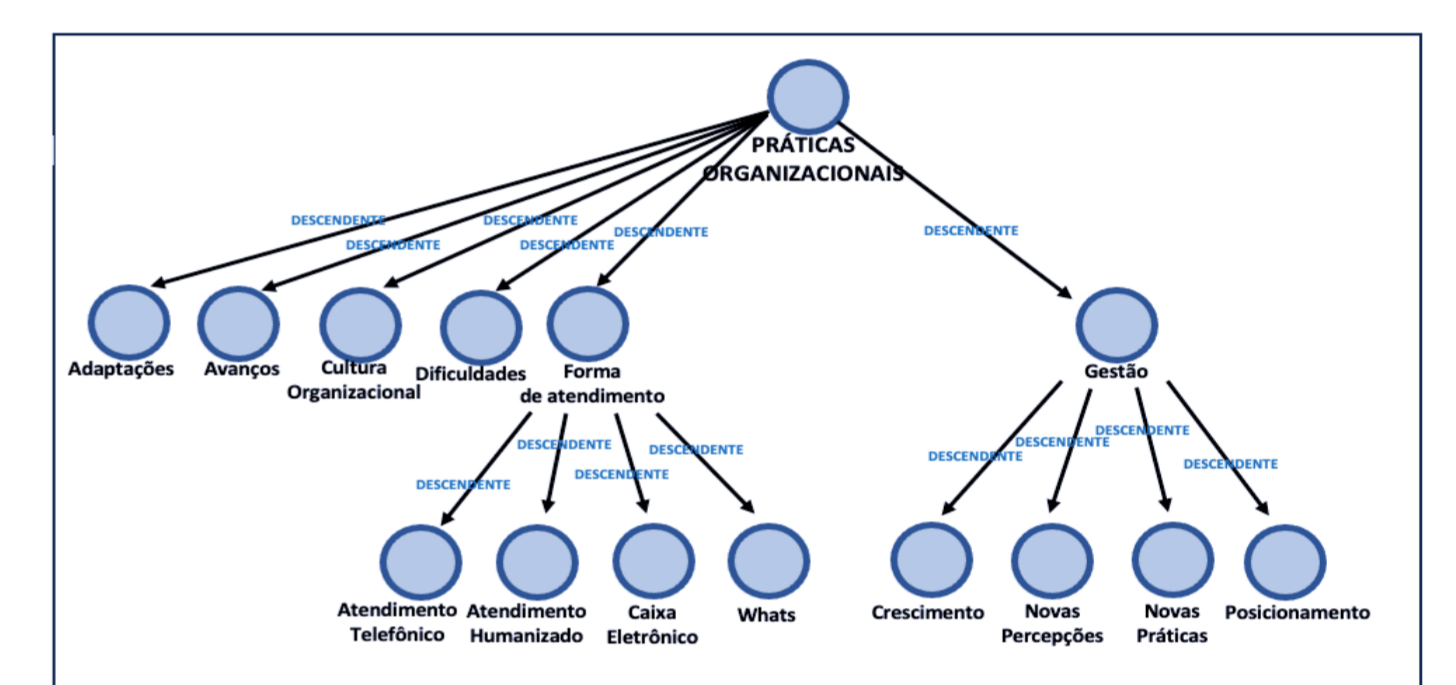 PRÁTICAS
ORGANIZACIONAIS
DESCENDENTE
DESCENDENTE
DESCENDENTE
DESCENDENTE
DESCENDENTE
DESCENDENTE
Adaptações
Avanços
Cultura
Organizacional
Dificuldades
Forma
de atendimento
Gestão
DESCENDENTE
DESCENDENTE
DESCENDENTE
DESCENDENTE
DESCENDENTE
DESCENDENTE
DESCENDENTE
DESCENDENTE
Atendimento
Telefônico
Atendimento
Humanizado
Caixa
Eletrônico
Whats
Crescimento
Novas
Percepções
Novas
Práticas
Posicionamento